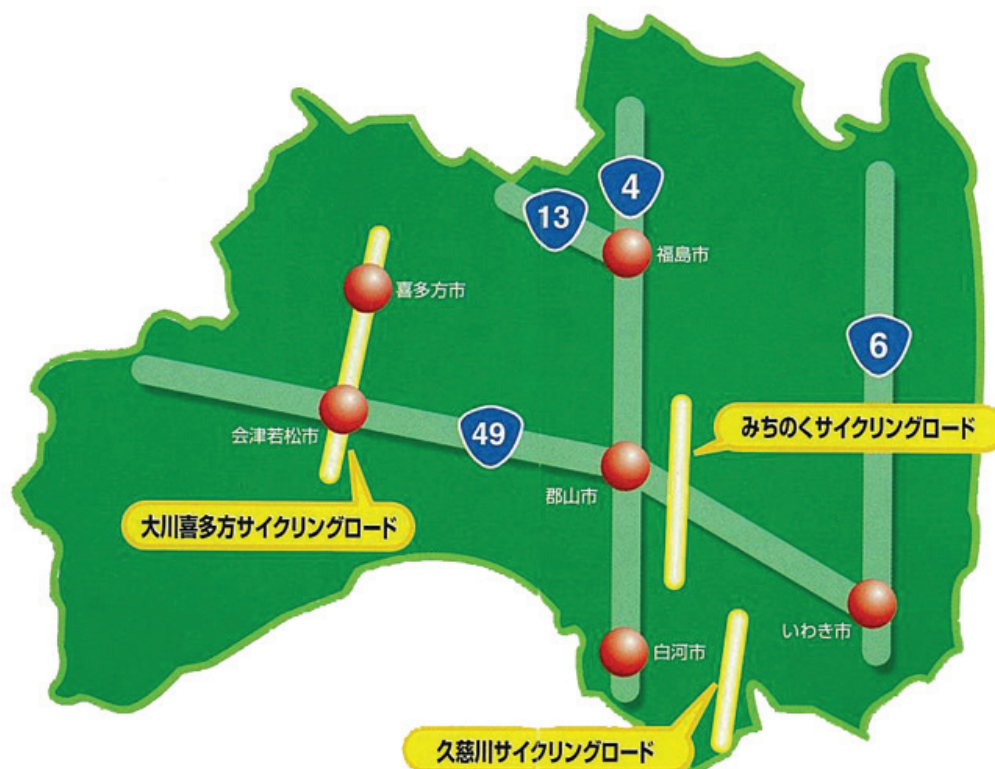 4
13
福島市
喜多方市
6
会津若松市
49
みちのくサイクリングロード
郡山市
大川喜多方サイクリングロード
いわき市
白河市
久慈川サイクリングロード